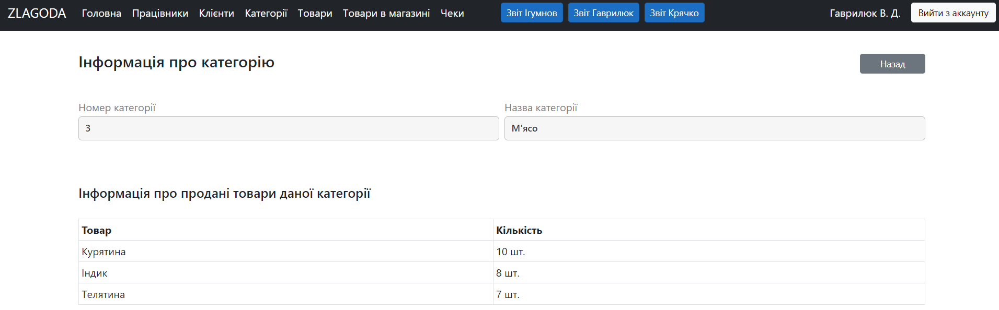 ZLAGODA Головна Працівники Клієнти Категорії Товари Товари в магазині Чеки Звіт Ігумнов Звіт Гаврилюк Звіт Крячко Гаврилюк В. Д. Вийти з аккаунту
Інформація про категорію Назад
Номер категорії Назва категорії
3 М'ясо
Інформація про продані товари даної категорії
Товар Кількість
Курятина 10 шт.
Індик 8 шт.
Телятина 7 шт.